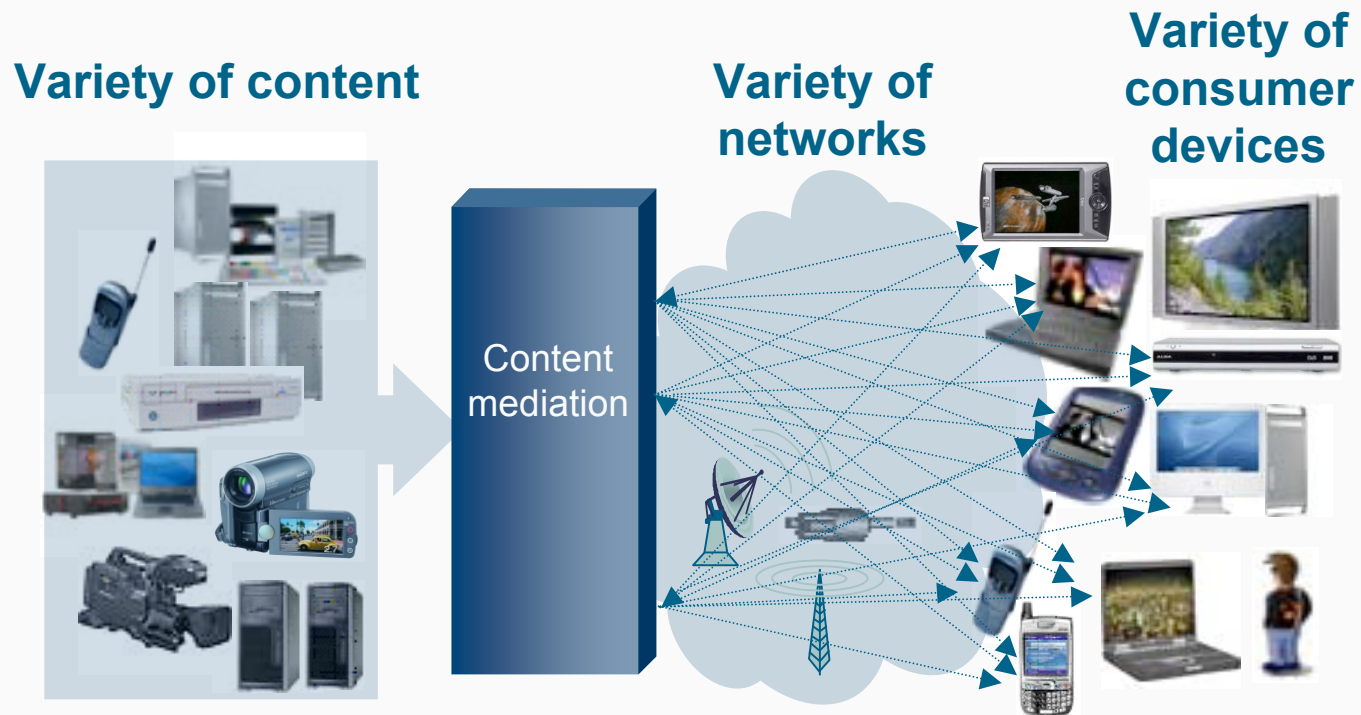 Variety of content
Variety of
networks
Variety of
consumer
devices
Content
mediation